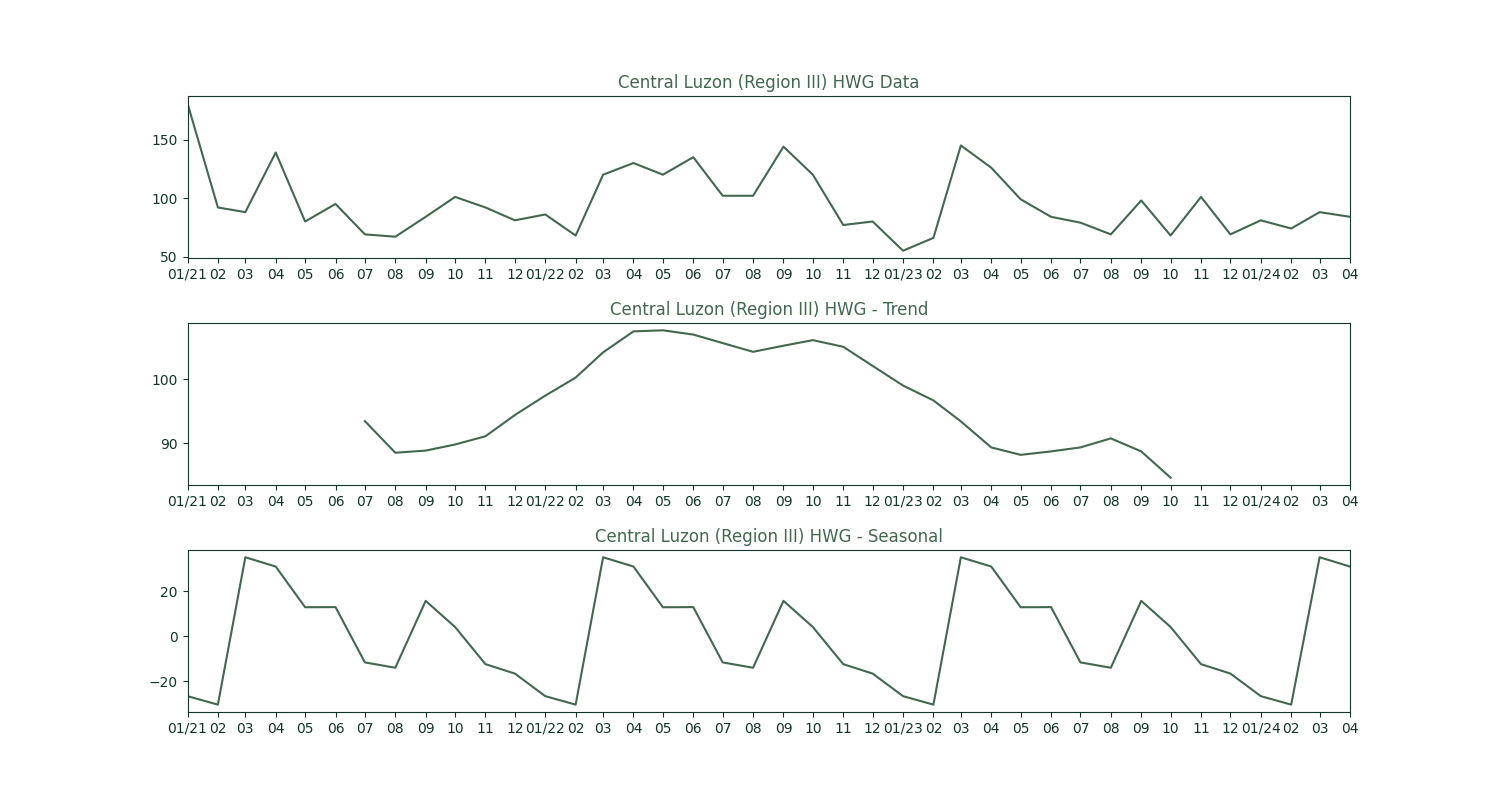 Central Luzon (Region III) HWG Data
150
100
50
01/21 02 03 04 05 06 07 08 09 10 11 12 01/22 02 03 04 05 06 07 08 09 10 11 12 01/23 02 03 04 05 06 07 08 09 10 11 12 01/24 02 03 04
Central Luzon (Region III) HWG - Trend
100
90
01/21 02 03 04 05 06 07 08 09 10 11 12 01/22 02 03 04 05 06 07 08 09 10 11 12 01/23 02 03 04 05 06 07 08 09 10 11 12 01/24 02 03 04
Central Luzon (Region III) HWG - Seasonal
20
0
−20
01/21 02 03 04 05 06 07 08 09 10 11 12 01/22 02 03 04 05 06 07 08 09 10 11 12 01/23 02 03 04 05 06 07 08 09 10 11 12 01/24 02 03 04